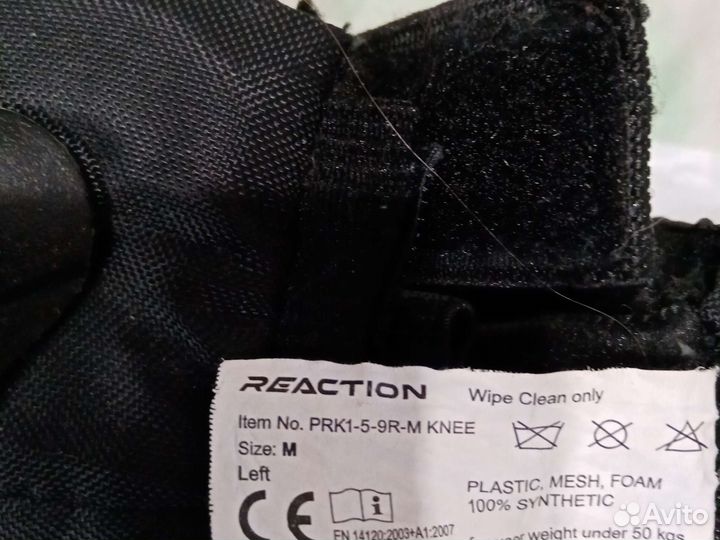 REACTION
Wipe Clean only
Item No. PRK1-5-9R-M KNEE
Size: M
Left
PLASTIC, MESH, FOAM
100% SYNTHETIC
CE
i
EN 14120:2003+A1:2007
weight under 50 kgs
Avito